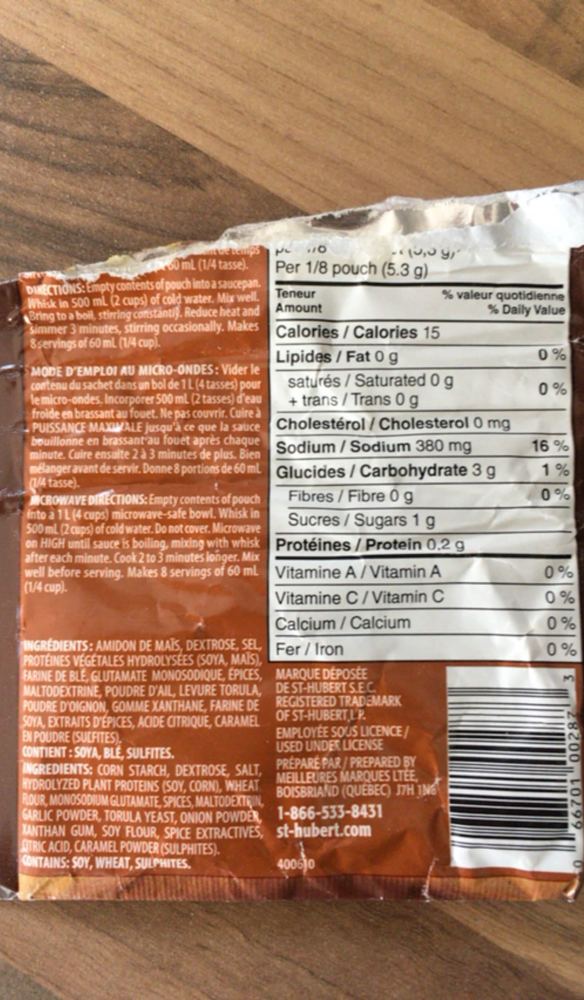 60 mL (1/4 tasse).
DIRECTIONS: Empty contents of pouch into a saucepan.
Whisk in 500 mL (2 cups) of cold water. Mix well.
Bring to a boil, stirring constantly. Reduce heat and
simmer 3 minutes, stirring occasionally. Makes
8 servings of 60 mL (1/4 cup).
MODE D'EMPLOI AU MICRO-ONDES: Vider le
contenu du sachet dans un bol de 1 L (4 tasses) pour
le micro-ondes. Incorporer 500 mL (2 tasses) d'eau
froide en brassant au fouet. Ne pas couvrir. Cuire à
PUISSANCE MAXIMALE jusqu'à ce que la sauce
bouillonne en brassant au fouet après chaque
minute. Cuire ensuite 2 à 3 minutes de plus. Bien
mélanger avant de servir. Donne 8 portions de 60 mL
(1/4 tasse).
MICROWAVE DIRECTIONS: Empty contents of pouch
into a 1 L (4 cups) microwave-safe bowl. Whisk in
500 mL (2 cups) of cold water. Do not cover. Microwave
on HIGH until sauce is boiling, mixing with whisk
after each minute. Cook 2 to 3 minutes longer. Mix
well before serving. Makes 8 servings of 60 mL
(1/4 cup).
INGRÉDIENTS: AMIDON DE MAÏS, DEXTROSE, SEL,
PROTÉINES VÉGÉTALES HYDROLYSÉES (SOYA, MAÏS),
FARINE DE BLÉ, GLUTAMATE MONOSODIQUE, ÉPICES,
MALTODEXTRINE, POUDRE D'AIL, LEVURE TORULA,
POUDRE D'OIGNON, GOMME XANTHANE, FARINE DE
SOYA, EXTRAITS D'ÉPICES, ACIDE CITRIQUE, CARAMEL
EN POUDRE (SULFITES).
CONTIENT: SOYA, BLÉ, SULFITES.
INGREDIENTS: CORN STARCH, DEXTROSE, SALT,
HYDROLYZED PLANT PROTEINS (SOY, CORN), WHEAT
FLOUR, MONOSODIUM GLUTAMATE, SPICES, MALTODEXTRIN,
GARLIC POWDER, TORULA YEAST, ONION POWDER,
XANTHAN GUM, SOY FLOUR, SPICE EXTRACTIVES,
CITRIC ACID, CARAMEL POWDER (SULPHITES).
CONTAINS: SOY, WHEAT, SULPHITES.
Per 1/8 pouch (5.3 g)
Teneur % valeur quotidienne
Amount % Daily Value
Calories / Calories 15
Lipides / Fat 0 g 0 %
saturés / Saturated 0 g
+ trans / Trans 0 g 0 %
Cholestérol / Cholesterol 0 mg
Sodium / Sodium 380 mg 16 %
Glucides / Carbohydrate 3 g 1 %
Fibres / Fibre 0 g 0 %
Sucres / Sugars 1 g
Protéines / Protein 0,2 g
Vitamine A / Vitamin A 0 %
Vitamine C / Vitamin C 0 %
Calcium / Calcium 0 %
Fer / Iron 0 %
MARQUE DÉPOSÉE
DE ST-HUBERT S.E.C.
REGISTERED TRADEMARK
OF ST-HUBERT L.P.
EMPLOYÉE SOUS LICENCE /
USED UNDER LICENSE
PRÉPARÉ PAR / PREPARED BY
MEILLEURES MARQUES LTÉE,
BOISBRIAND (QUÉBEC) J7H 1N8
1-866-533-8431
st-hubert.com
400610
0 66701 00287 3